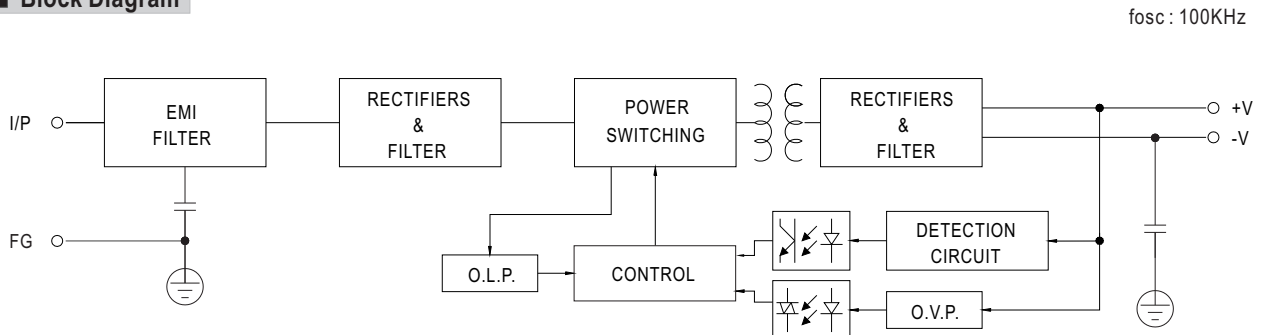 Block Diagram
fosc : 100KHz
I/P
EMI
FILTER
RECTIFIERS
&
FILTER
POWER
SWITCHING
RECTIFIERS
&
FILTER
+V
-V
FG
O.L.P.
CONTROL
DETECTION
CIRCUIT
O.V.P.